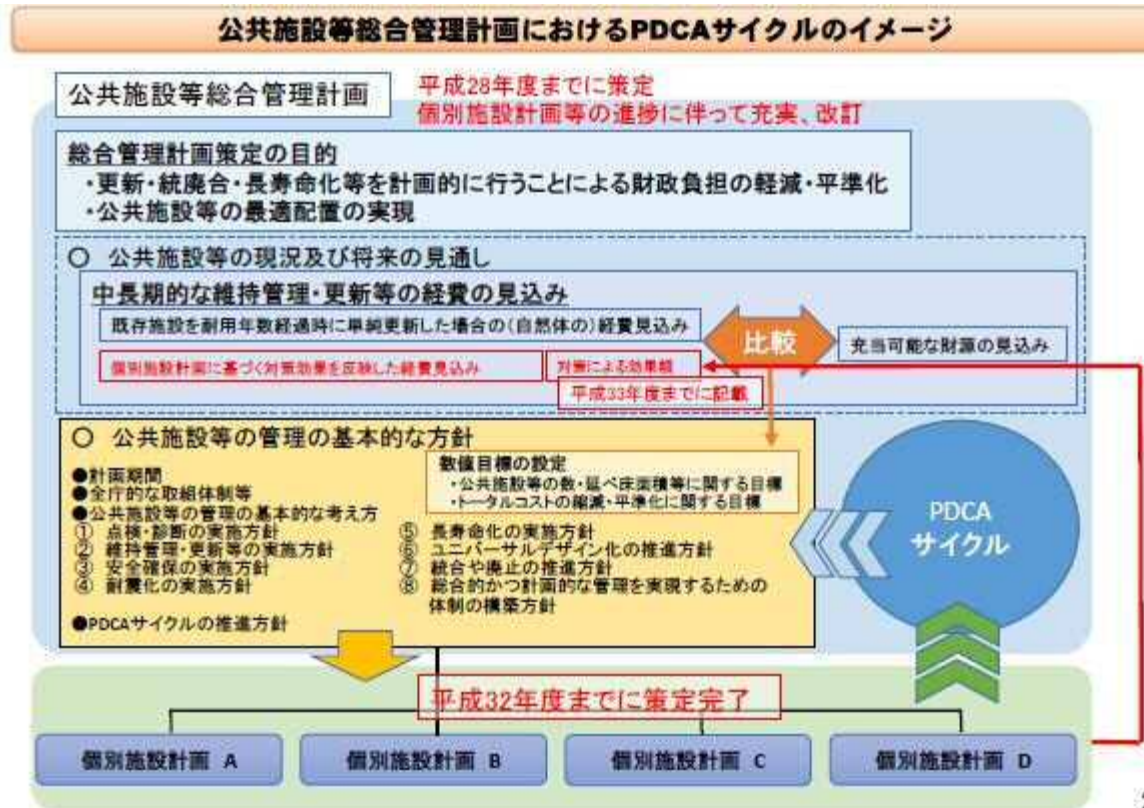 公共施設等総合管理計画におけるPDCAサイクルのイメージ
公共施設等総合管理計画
平成28年度までに策定
個別施設計画等の進捗に伴って充実、改訂
総合管理計画策定の目的
・更新・統廃合・長寿命化等を計画的に行うことによる財政負担の軽減・平準化
・公共施設等の最適配置の実現
〇 公共施設等の現況及び将来の見通し
中長期的な維持管理・更新等の経費の見込み
既存施設を耐用年数経過時に単純更新した場合の(自然体の)経費見込み
比較
充当可能な財源の見込み
個別施設計画に基づく対策効果を反映した経費見込み
対策による効果額
平成33年度までに記載
〇 公共施設等の管理の基本的な方針
数値目標の設定
・公共施設等の数・延べ床面積等に関する目標
・トータルコストの縮減・平準化に関する目標
●計画期間
●全庁的な取組体制等
●公共施設等の管理の基本的な考え方
① 点検・診断の実施方針
② 維持管理・更新等の実施方針
③ 安全確保の実施方針
④ 耐震化の実施方針
⑤ 長寿命化の実施方針
⑥ ユニバーサルデザイン化の推進方針
⑦ 統合や廃止の推進方針
⑧ 総合的かつ計画的な管理を実現するための
体制の構築方針
●PDCAサイクルの推進方針
PDCA
サイクル
平成32年度までに策定完了
個別施設計画 A
個別施設計画 B
個別施設計画 C
個別施設計画 D